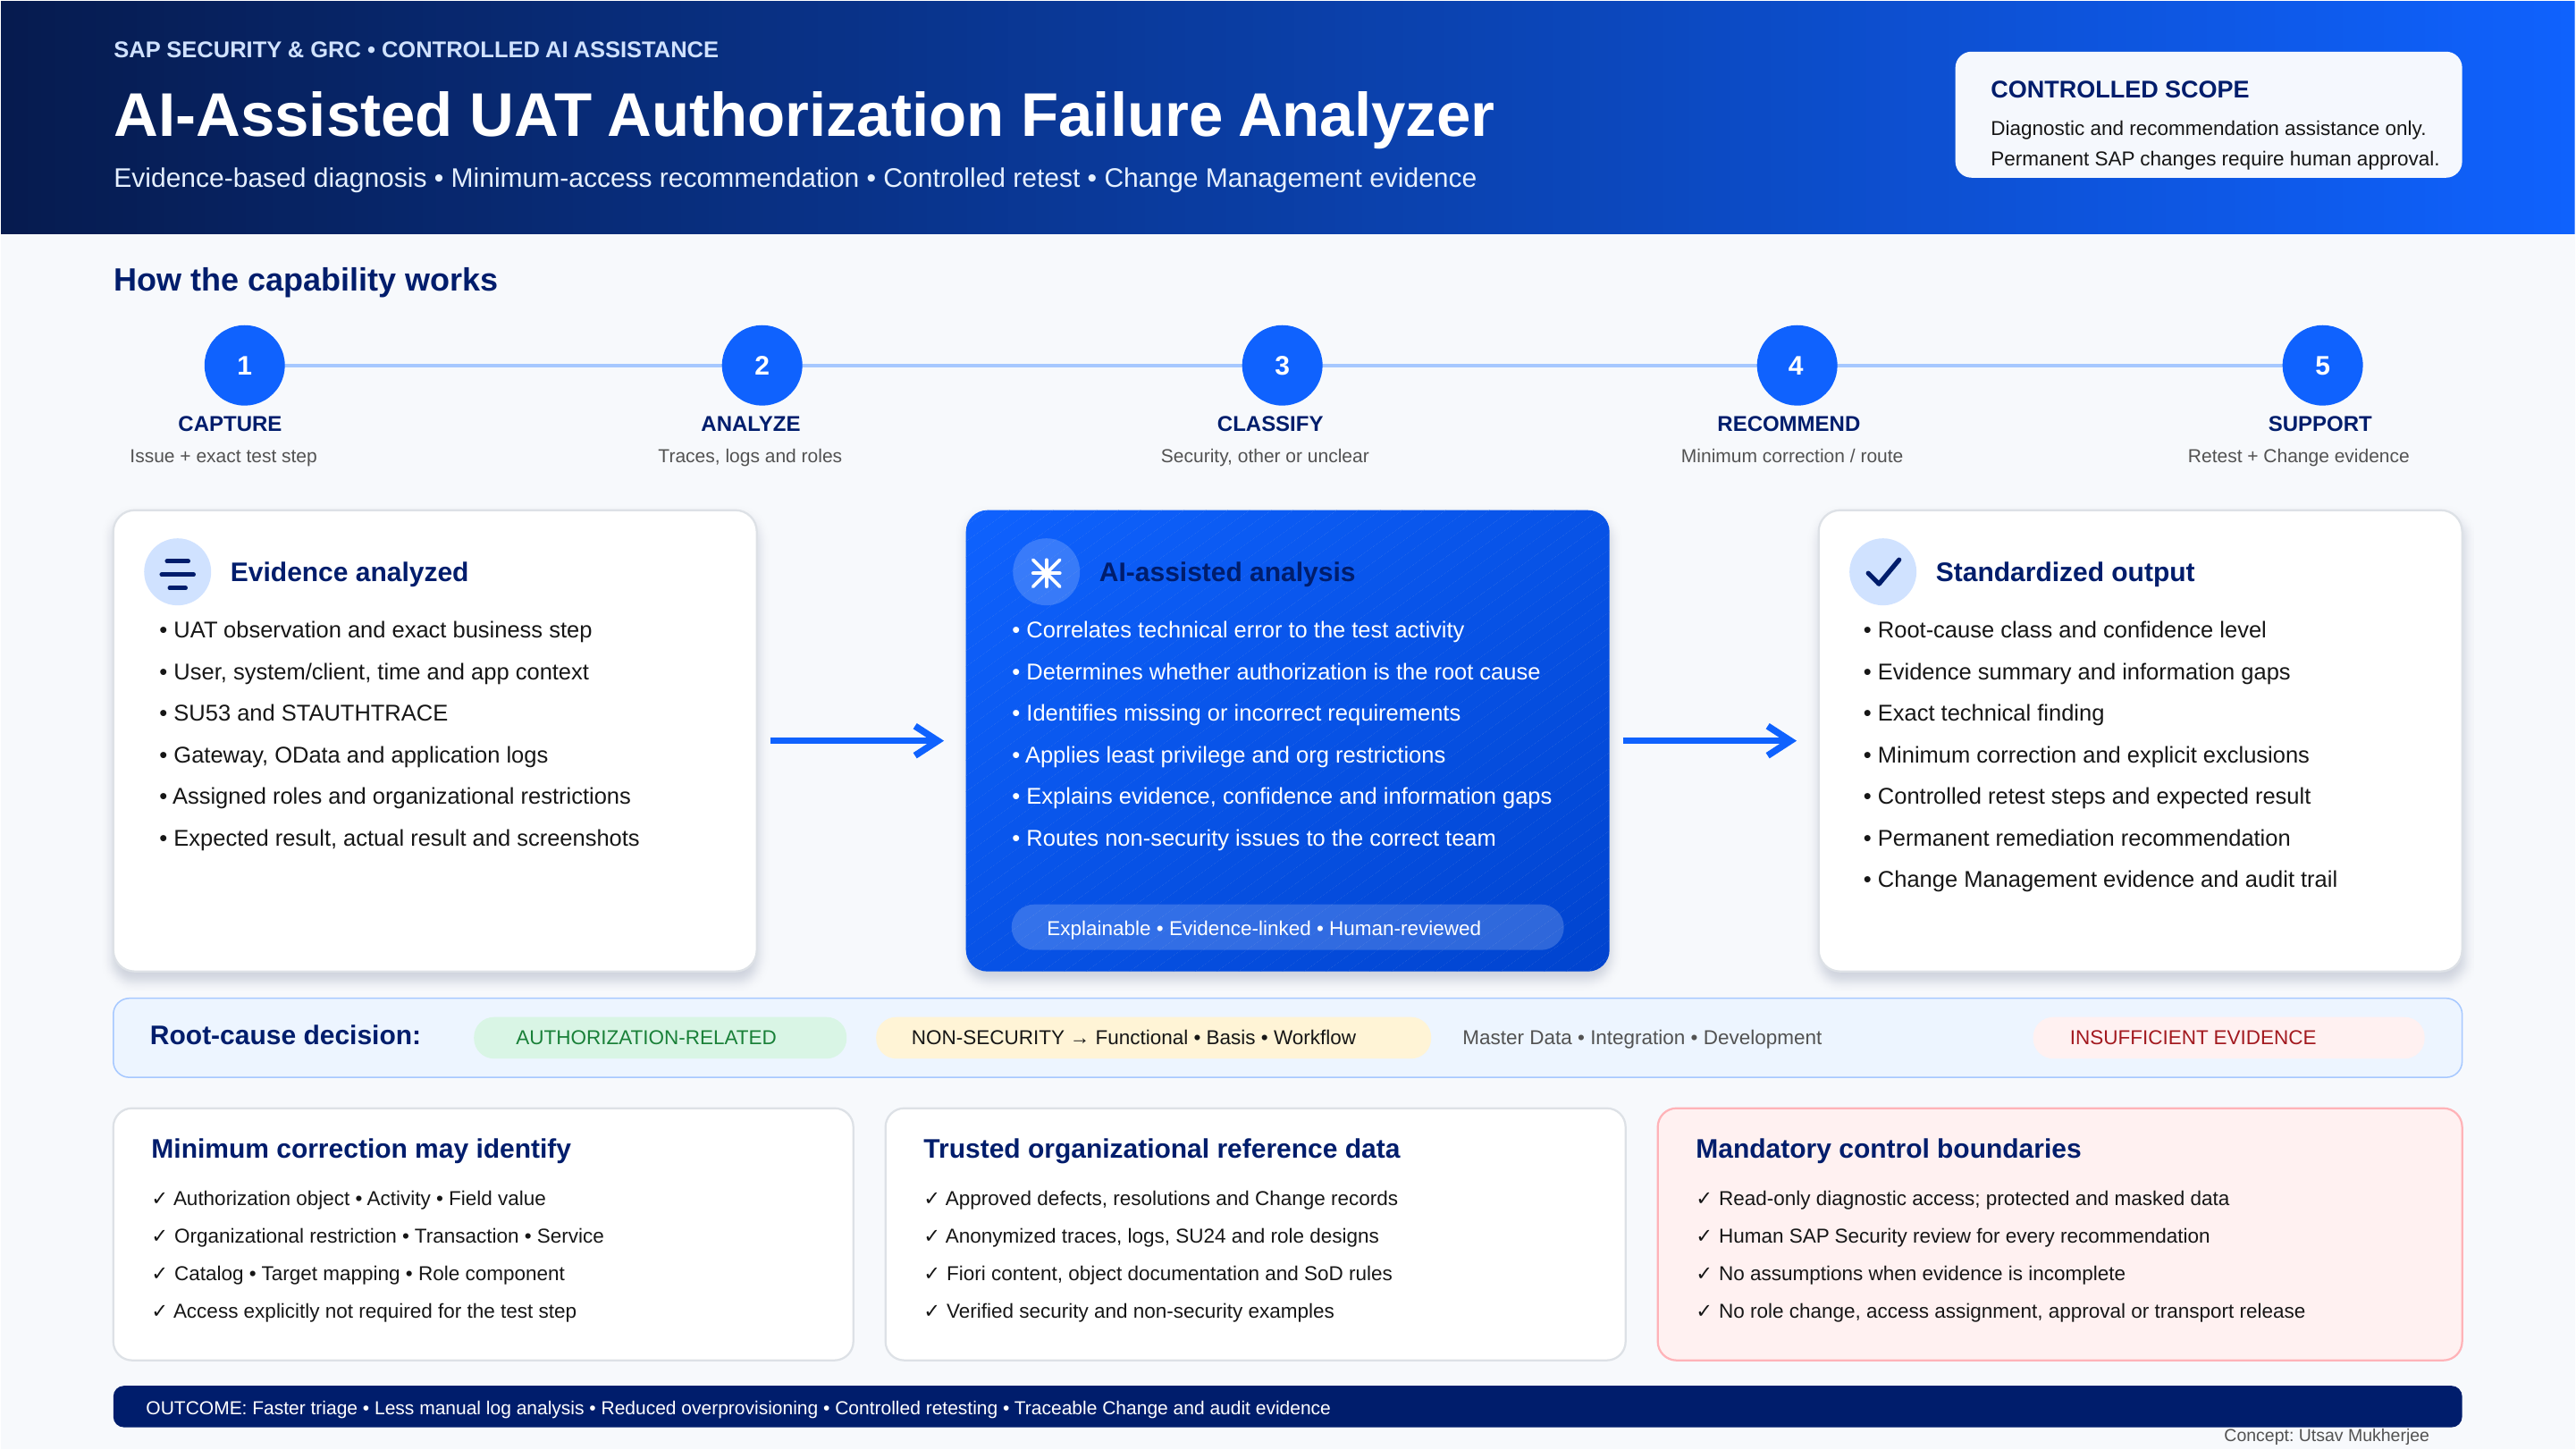 SAP SECURITY & GRC • CONTROLLED AI ASSISTANCE
AI-Assisted UAT Authorization Failure Analyzer
Evidence-based diagnosis • Minimum-access recommendation • Controlled retest • Change Management evidence
CONTROLLED SCOPE
Diagnostic and recommendation assistance only.
Permanent SAP changes require human approval.
How the capability works
1
CAPTURE
Issue + exact test step
2
ANALYZE
Traces, logs and roles
3
CLASSIFY
Security, other or unclear
4
RECOMMEND
Minimum correction / route
5
SUPPORT
Retest + Change evidence
Evidence analyzed
• UAT observation and exact business step
• User, system/client, time and app context
• SU53 and STAUTHTRACE
• Gateway, OData and application logs
• Assigned roles and organizational restrictions
• Expected result, actual result and screenshots
AI-assisted analysis
• Correlates technical error to the test activity
• Determines whether authorization is the root cause
• Identifies missing or incorrect requirements
• Applies least privilege and org restrictions
• Explains evidence, confidence and information gaps
• Routes non-security issues to the correct team
Explainable • Evidence-linked • Human-reviewed
Standardized output
• Root-cause class and confidence level
• Evidence summary and information gaps
• Exact technical finding
• Minimum correction and explicit exclusions
• Controlled retest steps and expected result
• Permanent remediation recommendation
• Change Management evidence and audit trail
Root-cause decision:
AUTHORIZATION-RELATED
NON-SECURITY → Functional • Basis • Workflow
Master Data • Integration • Development
INSUFFICIENT EVIDENCE
Minimum correction may identify
✓ Authorization object • Activity • Field value
✓ Organizational restriction • Transaction • Service
✓ Catalog • Target mapping • Role component
✓ Access explicitly not required for the test step
Trusted organizational reference data
✓ Approved defects, resolutions and Change records
✓ Anonymized traces, logs, SU24 and role designs
✓ Fiori content, object documentation and SoD rules
✓ Verified security and non-security examples
Mandatory control boundaries
✓ Read-only diagnostic access; protected and masked data
✓ Human SAP Security review for every recommendation
✓ No assumptions when evidence is incomplete
✓ No role change, access assignment, approval or transport release
OUTCOME: Faster triage • Less manual log analysis • Reduced overprovisioning • Controlled retesting • Traceable Change and audit evidence
Concept: Utsav Mukherjee